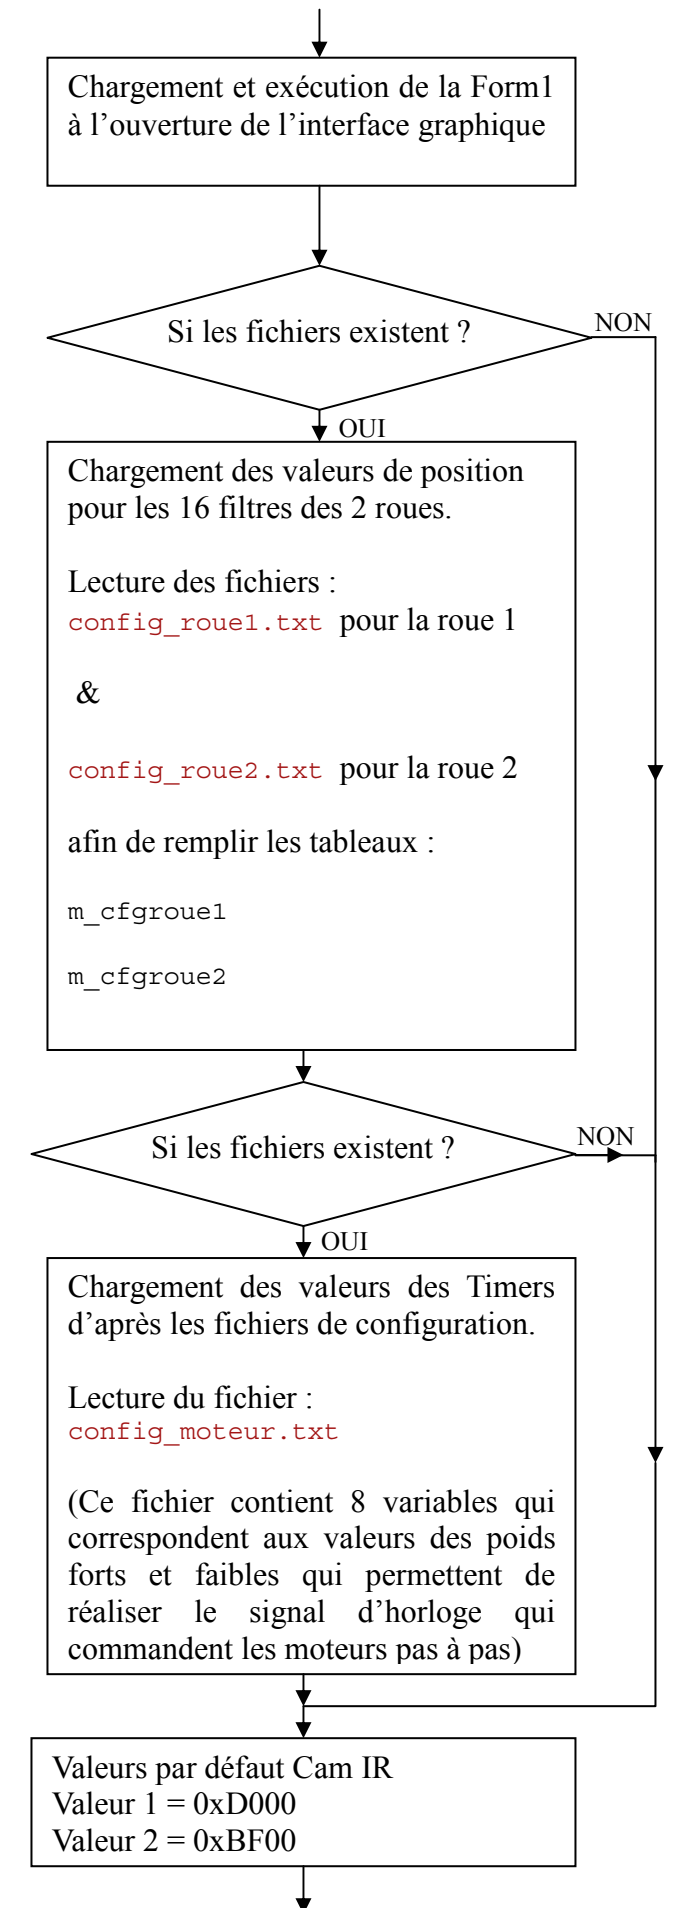 Chargement et exécution de la Form1
à l’ouverture de l’interface graphique
Si les fichiers existent ?
NON
OUI
Chargement des valeurs de position
pour les 16 filtres des 2 roues.
Lecture des fichiers :
config_roue1.txt pour la roue 1
&
config_roue2.txt pour la roue 2
afin de remplir les tableaux :
m_cfgroue1
m_cfgroue2
Si les fichiers existent ?
NON
OUI
Chargement des valeurs des Timers
d’après les fichiers de configuration.
Lecture du fichier :
config_moteur.txt
(Ce fichier contient 8 variables qui
correspondent aux valeurs des poids
forts et faibles qui permettent de
réaliser le signal d’horloge qui
commandent les moteurs pas à pas)
Valeurs par défaut Cam IR
Valeur 1 = 0xD000
Valeur 2 = 0xBF00